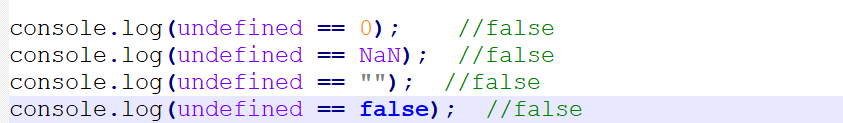 console.log(undefined == 0);    //false
console.log(undefined == NaN);  //false
console.log(undefined == "");  //false
console.log(undefined == false);  //false